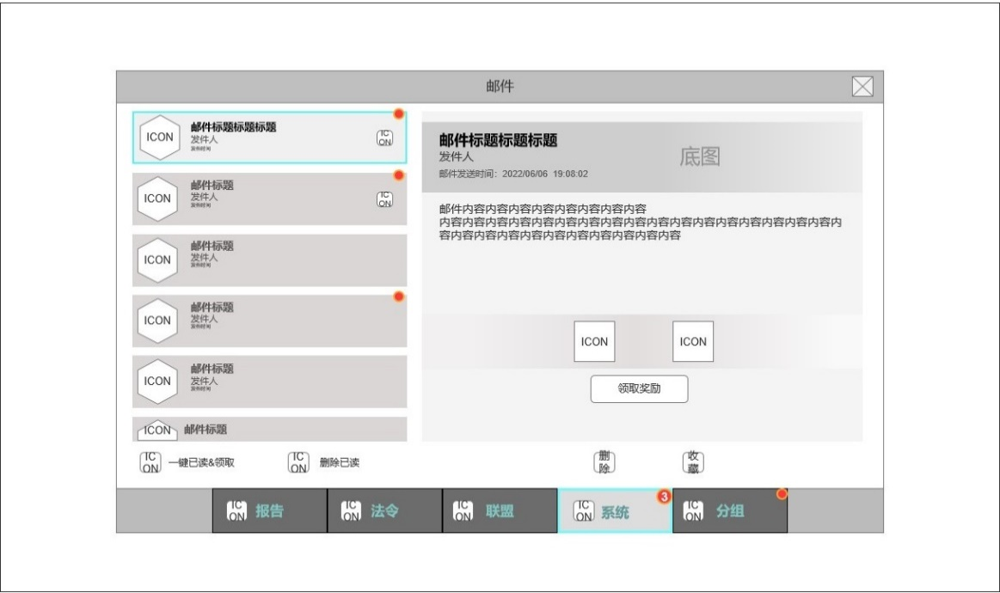 邮件
ICON
邮件标题标题标题
发件人
发件时间
IC
ON
ICON
邮件标题
发件人
发件时间
IC
ON
ICON
邮件标题
发件人
发件时间
ICON
邮件标题
发件人
发件时间
ICON
邮件标题
发件人
发件时间
ICON 邮件标题
IC
ON
一键已读&领取
IC
ON
删除已读
邮件标题标题标题
发件人
邮件发送时间：2022/06/06 19:08:02
底图
邮件内容内容内容内容内容内容内容内容
内容内容内容内容内容内容内容内容内容内容内容内容内容内容内容内容内容内
容内容内容内容内容内容内容内容内容内容内容
ICON
ICON
领取奖励
删
除
收
藏
IC
ON
报告
IC
ON
法令
IC
ON
联盟
IC
ON
系统
3
IC
ON
分组